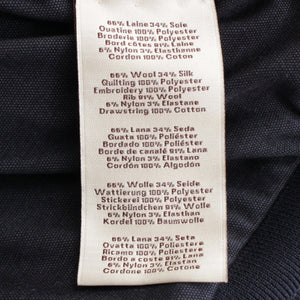 66% Laine 34% Soie
Ouatine 100% Polyester
Broderie 100% Polyester
Bord côtes 91% Laine
6% Nylon 3% Elasthanne
Cordon 100% Coton
66% Wool 34% Silk
Quilting 100% Polyester
Embroidery 100% Polyester
Rib 91% Wool
6% Nylon 3% Elastane
Drawstring 100% Cotton
66% Lana 34% Seda
Guata 100% Poliéster
Bordado 100% Poliéster
Borde de canalé 91% Lana
6% Nylon 3% Elastano
Cordón 100% Algodón
66% Wolle 34% Seide
Wattierung 100% Polyester
Stickerei 100% Polyester
Strickbündchen 91% Wolle
6% Nylon 3% Elasthan
Kordel 100% Baumwolle
66% Lana 34% Seta
Ovatta 100% Poliestere
Ricamo 100% Poliestere
Bordo a coste 91% Lana
6% Nylon 3% Elastane
Cordone 100% Cotone